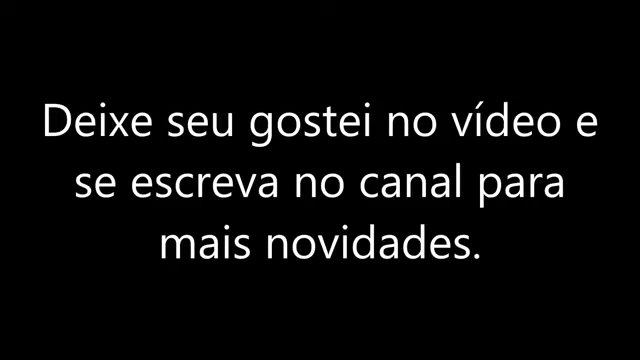 Deixe seu gostei no vídeo e
se escreva no canal para
mais novidades.